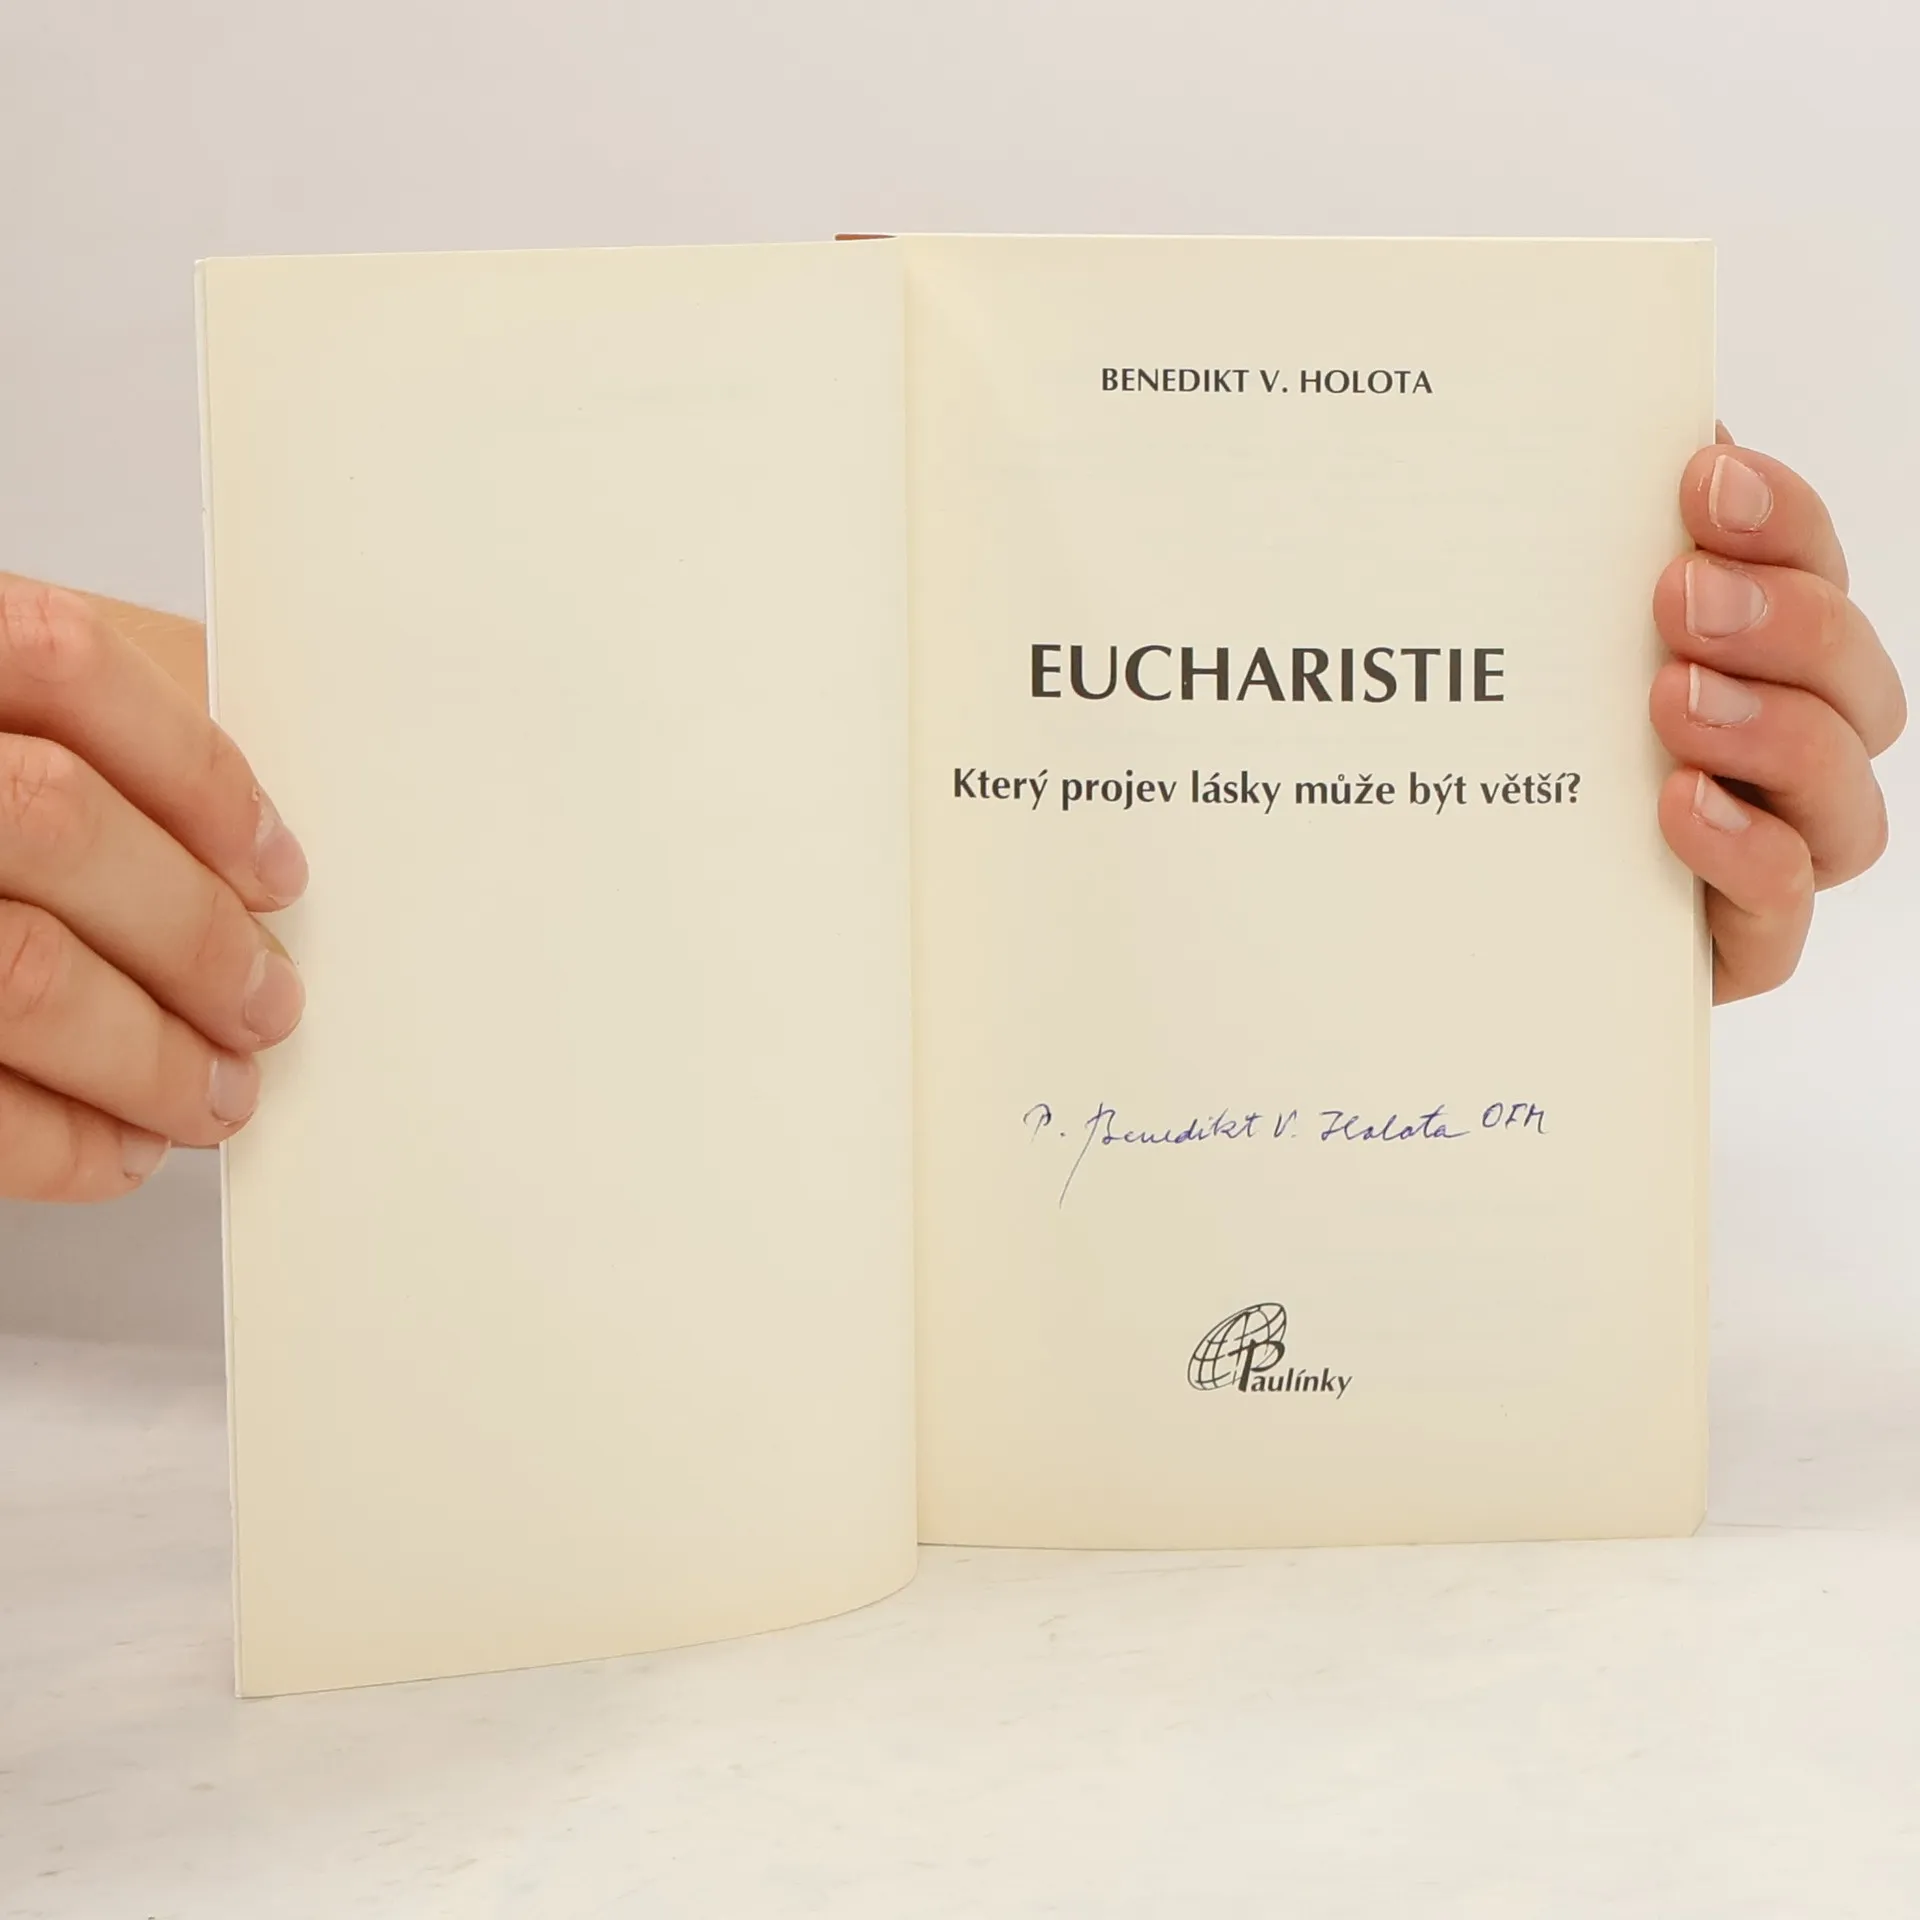 BENEDIKT V. HOLOTA
EUCHARISTIE
Který projev lásky může být větší?
P. Benedikt V. Holota OFM
Paulínky